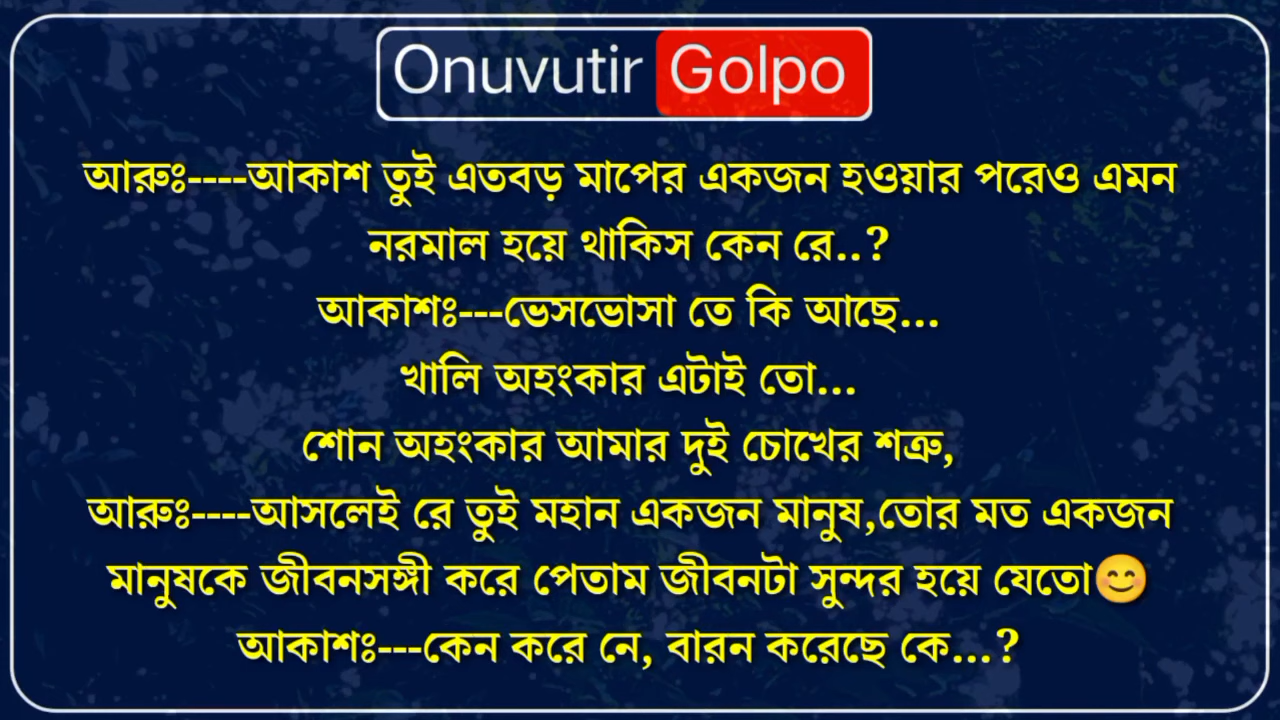 Onuvutir Golpo
আরুঃ----আকাশ তুই এতবড় মাপের একজন হওয়ার পরেও এমন
নরমাল হয়ে থাকিস কেন রে..?
আকাশঃ---ভেসভোসা তে কি আছে...
খালি অহংকার এটাই তো...
শোন অহংকার আমার দুই চোখের শত্রু,
আরুঃ----আসলেই রে তুই মহান একজন মানুষ,তোর মত একজন
মানুষকে জীবনসঙ্গী করে পেতাম জীবনটা সুন্দর হয়ে যেতো😊
আকাশঃ---কেন করে নে, বারন করেছে কে...?